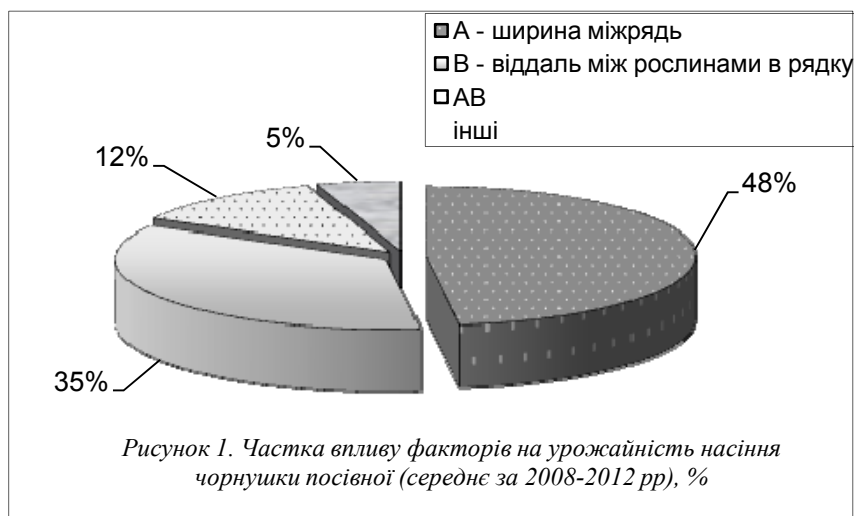 А - ширина міжрядь
В - віддаль між рослинами в рядку
АВ
інші
5%
12%
48%
35%
Рисунок 1. Частка впливу факторів на урожайність насіння
чорнушки посівної (середнє за 2008-2012 рр), %